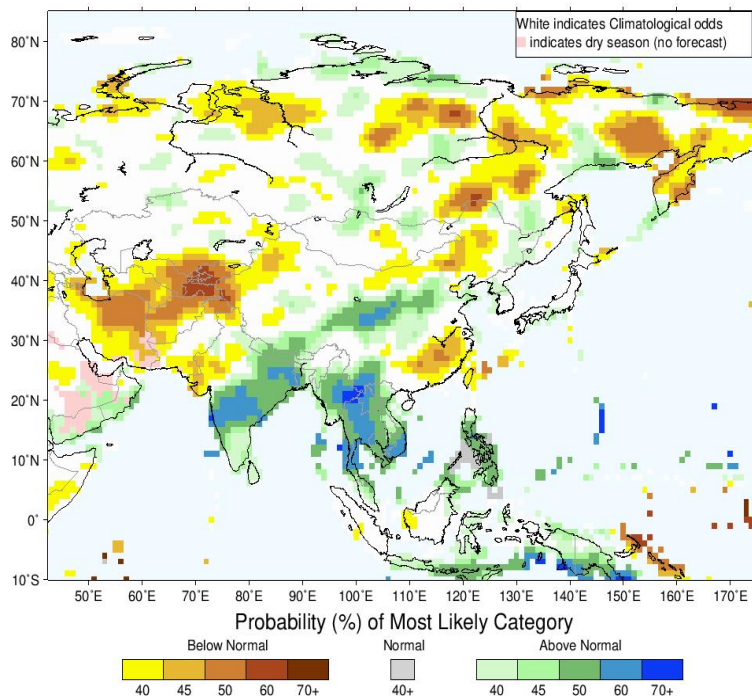 White indicates Climatological odds
indicates dry season (no forecast)
80°N
70°N
60°N
50°N
40°N
30°N
20°N
10°N
0°
10°S
50°E 60°E 70°E 80°E 90°E 100°E 110°E 120°E 130°E 140°E 150°E 160°E 170°E
Probability (%) of Most Likely Category
Below Normal Normal Above Normal
40 45 50 60 70+ 40+ 40 45 50 60 70+